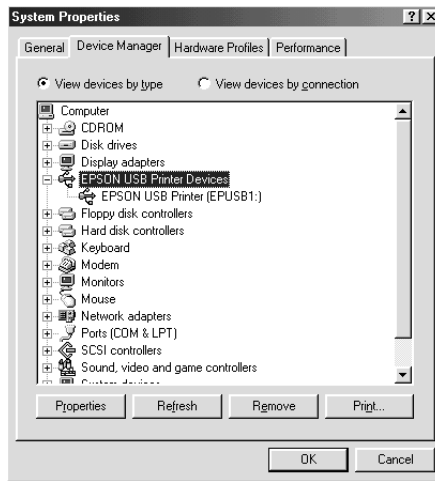 System Properties
General Device Manager Hardware Profiles Performance
View devices by type View devices by connection
Computer
CDROM
Disk drives
Display adapters
EPSON USB Printer Devices
EPSON USB Printer (EPUSB1:)
Floppy disk controllers
Hard disk controllers
Keyboard
Modem
Monitors
Mouse
Network adapters
Ports (COM & LPT)
SCSI controllers
Sound, video and game controllers
Properties Refresh Remove Print...
OK Cancel